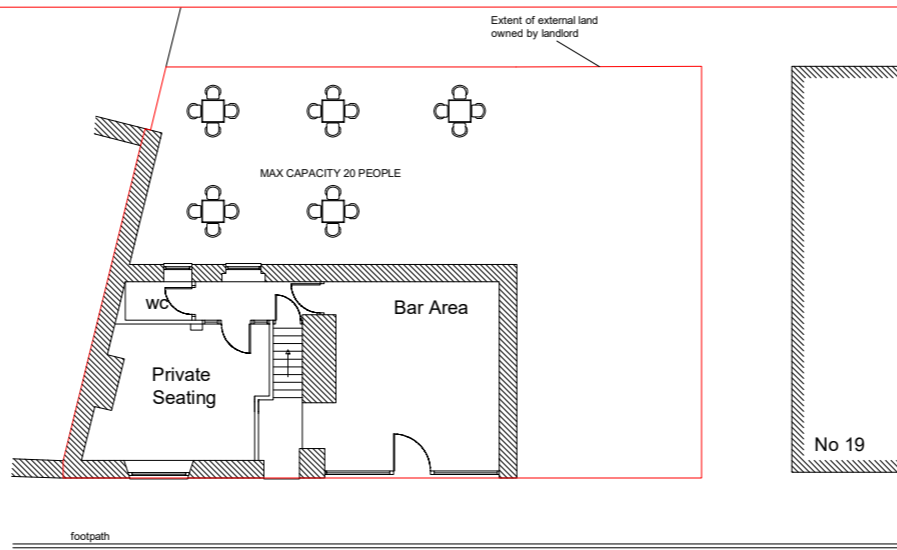 Extent of external land
owned by landlord
MAX CAPACITY 20 PEOPLE
WC
Bar Area
Private
Seating
No 19
footpath